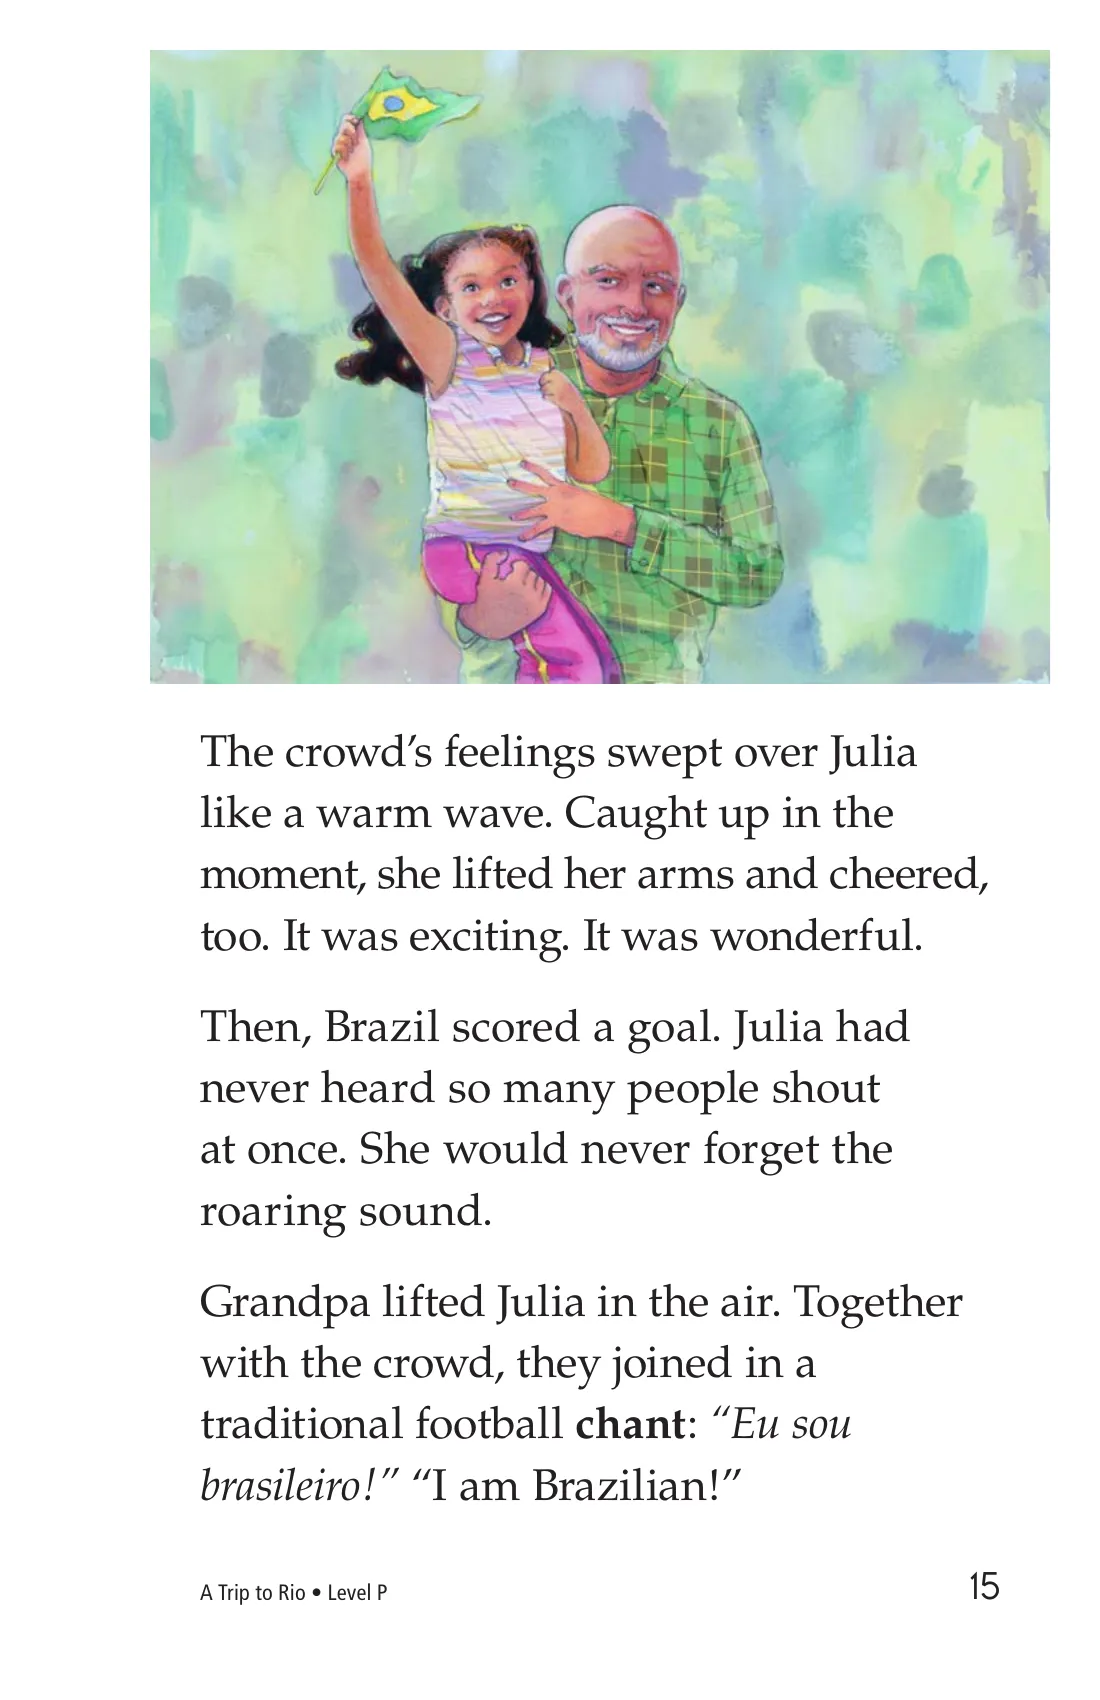 The crowd’s feelings swept over Julia
like a warm wave. Caught up in the
moment, she lifted her arms and cheered,
too. It was exciting. It was wonderful.
Then, Brazil scored a goal. Julia had
never heard so many people shout
at once. She would never forget the
roaring sound.
Grandpa lifted Julia in the air. Together
with the crowd, they joined in a
traditional football chant: “Eu sou
brasileiro!” “I am Brazilian!”
A Trip to Rio • Level P
15